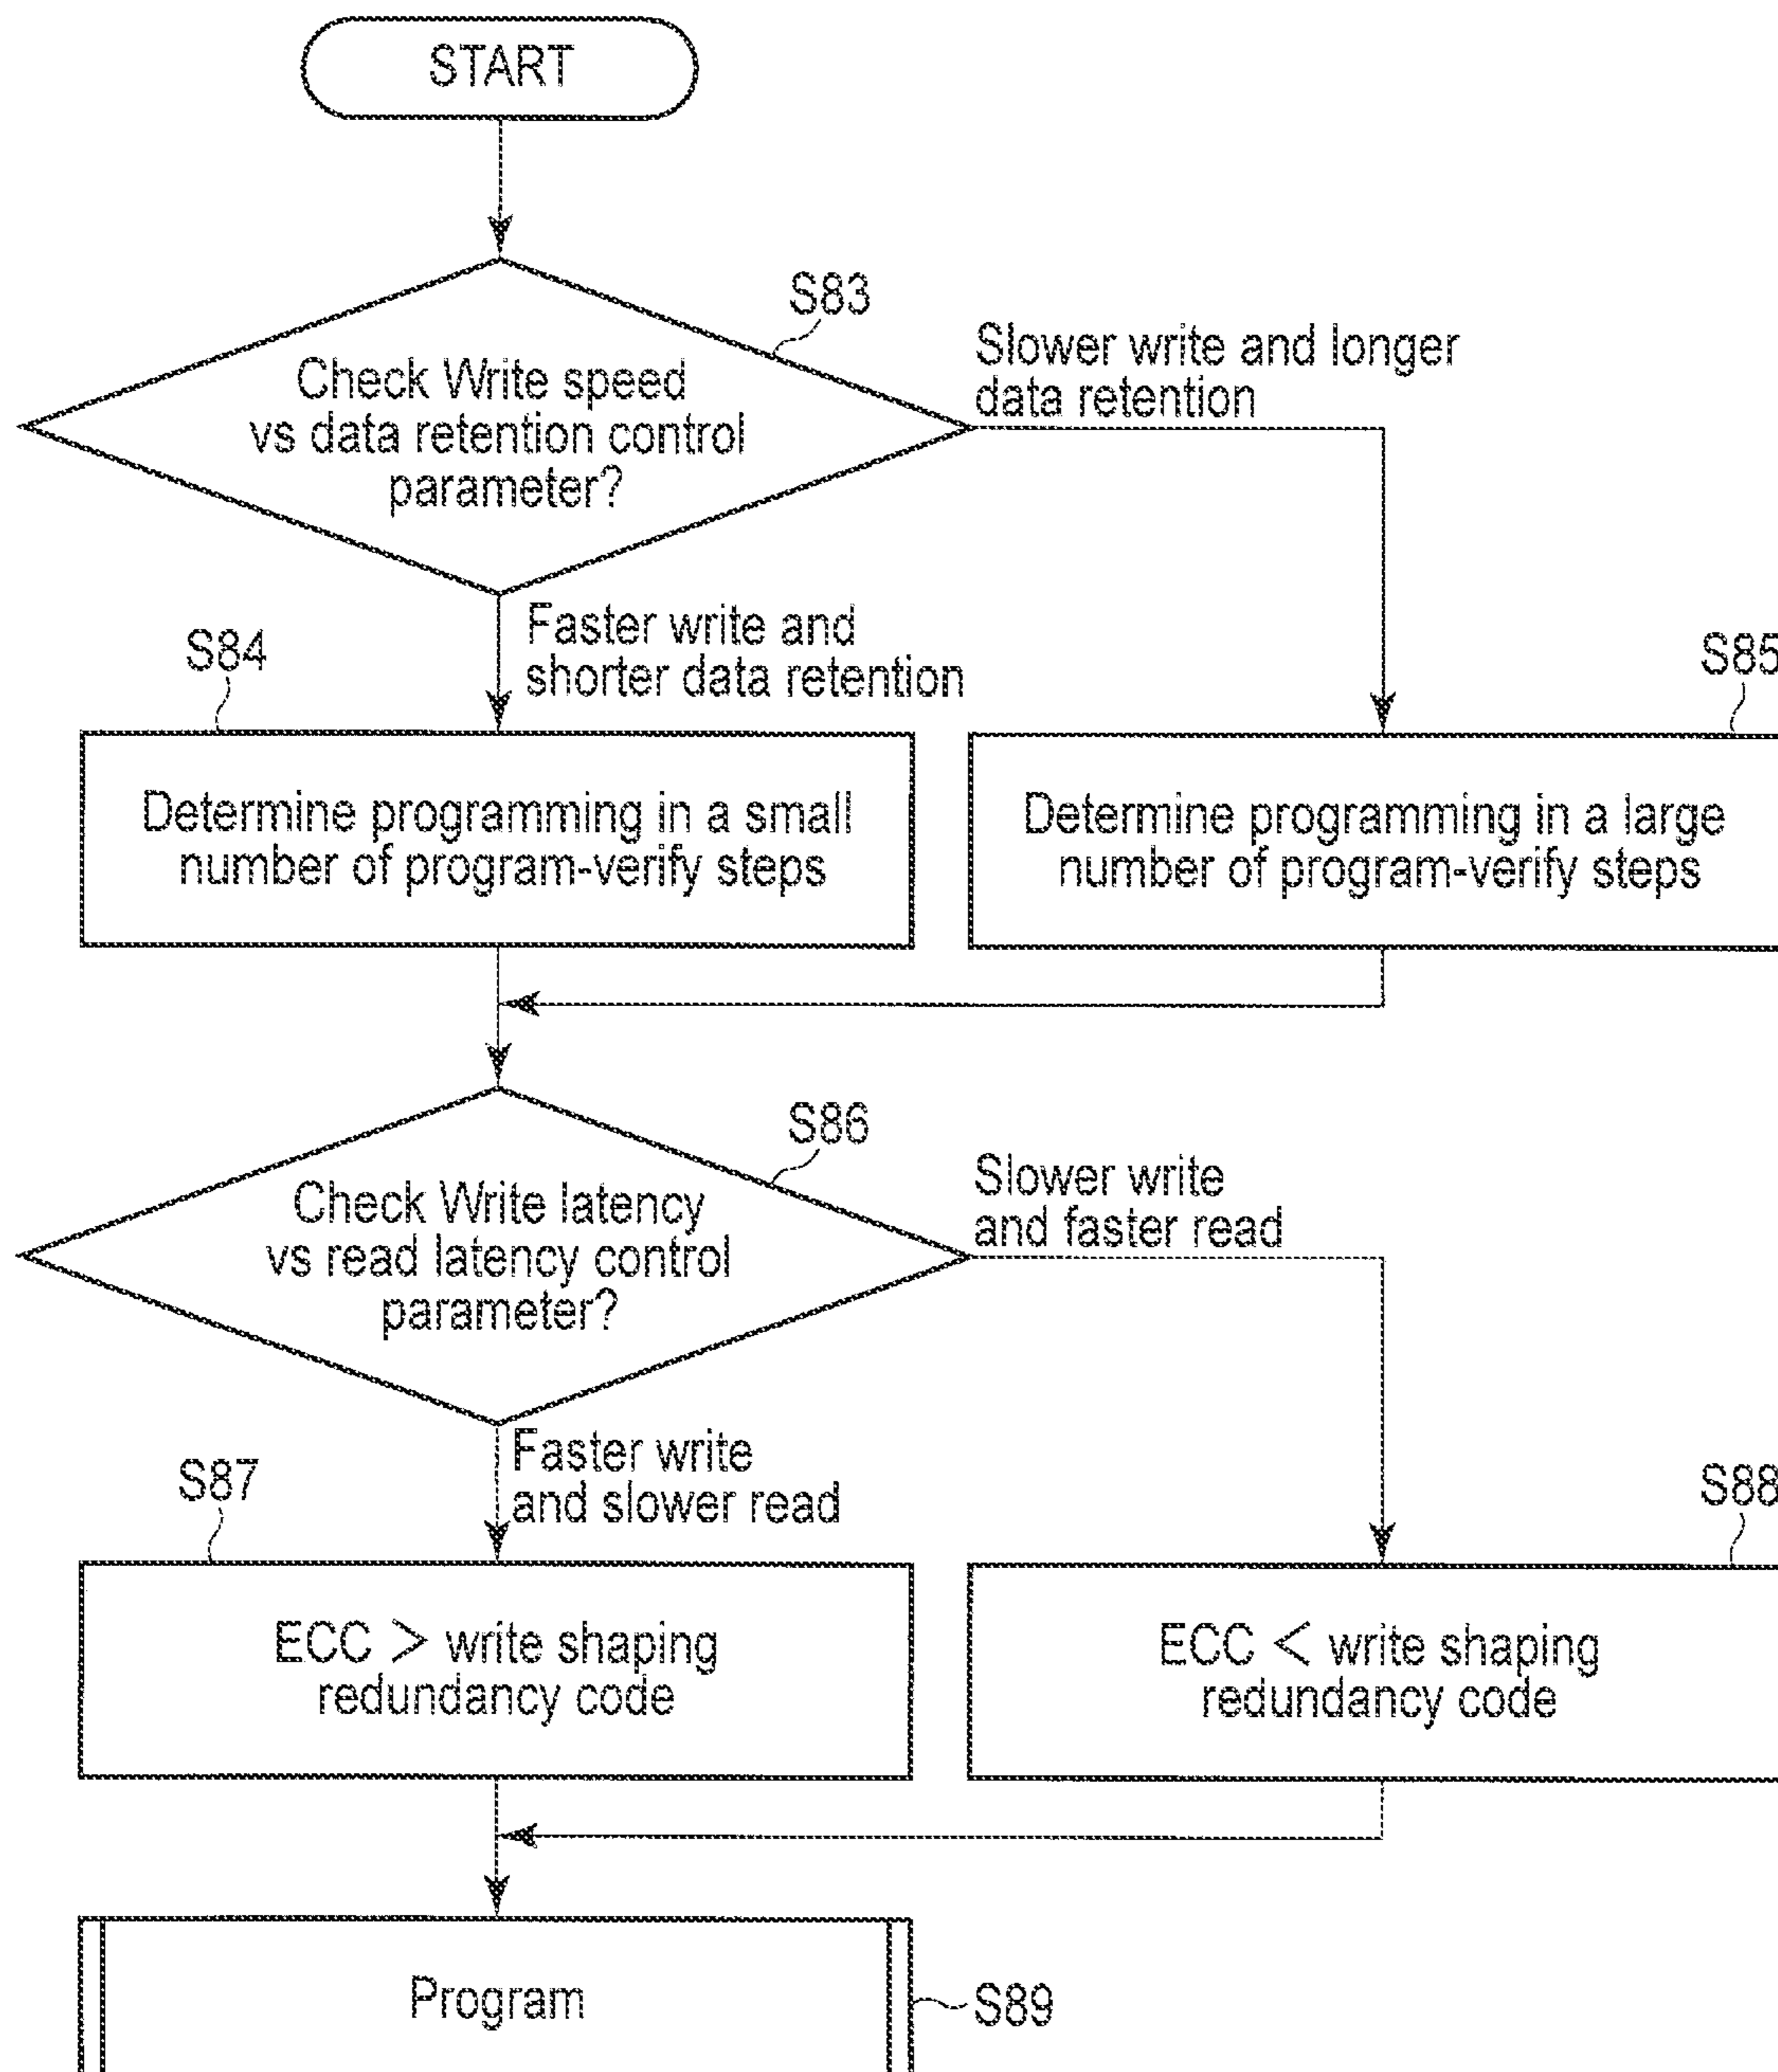 START
S83
Check Write speed
vs data retention control
parameter?
Slower write and longer
data retention
Faster write and
shorter data retention
S84
S85
Determine programming in a small
number of program-verify steps
Determine programming in a large
number of program-verify steps
S86
Check Write latency
vs read latency control
parameter?
Slower write
and faster read
Faster write
and slower read
S87
S88
ECC > write shaping
redundancy code
ECC < write shaping
redundancy code
Program
S89